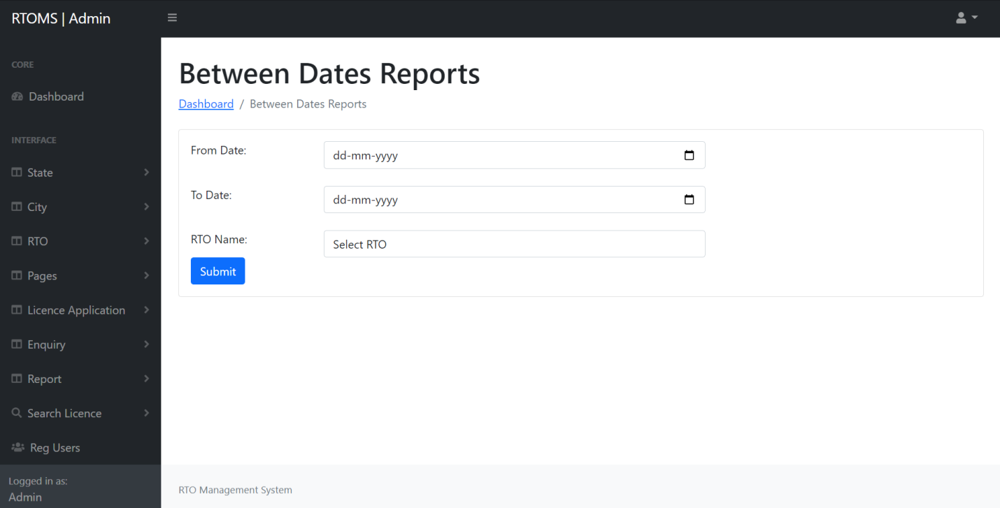 RTOMS | Admin
CORE
Dashboard
INTERFACE
State
City
RTO
Pages
Licence Application
Enquiry
Report
Search Licence
Reg Users
Logged in as:
Admin
Between Dates Reports
Dashboard / Between Dates Reports
From Date: dd-mm-yyyy
To Date: dd-mm-yyyy
RTO Name: Select RTO
Submit
RTO Management System